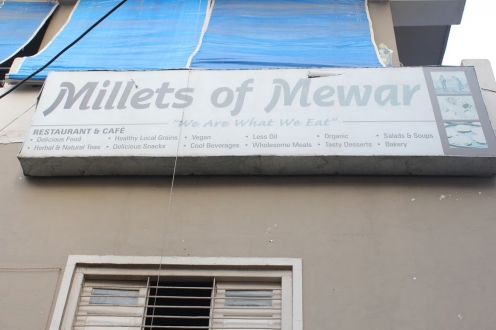 Millets of Mewar
"We Are What We Eat"
RESTAURANT & CAFÉ
• Delicious Food • Healthy Local Grains • Vegan • Less Oil • Organic • Salads & Soups
• Herbal & Natural Teas • Delicious Snacks • Cool Beverages • Wholesome Meals • Tasty Desserts • Bakery